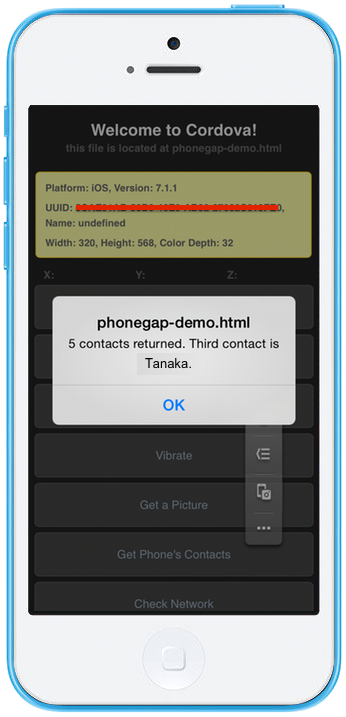 Welcome to Cordova!
this file is located at phonegap-demo.html
Platform: iOS, Version: 7.1.1
UUID:
Name: undefined
Width: 320, Height: 568, Color Depth: 32
X: Y: Z:
phonegap-demo.html
5 contacts returned. Third contact is
Tanaka.
OK
Vibrate
Get a Picture
Get Phone's Contacts
Check Network